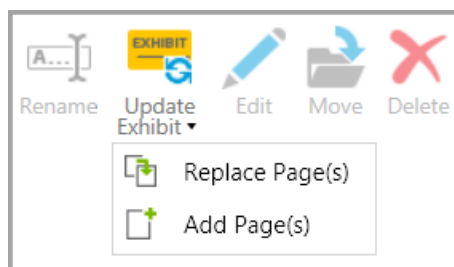 A...
EXHIBIT
Rename
Update
Exhibit
Edit
Move
Delete
Replace Page(s)
Add Page(s)